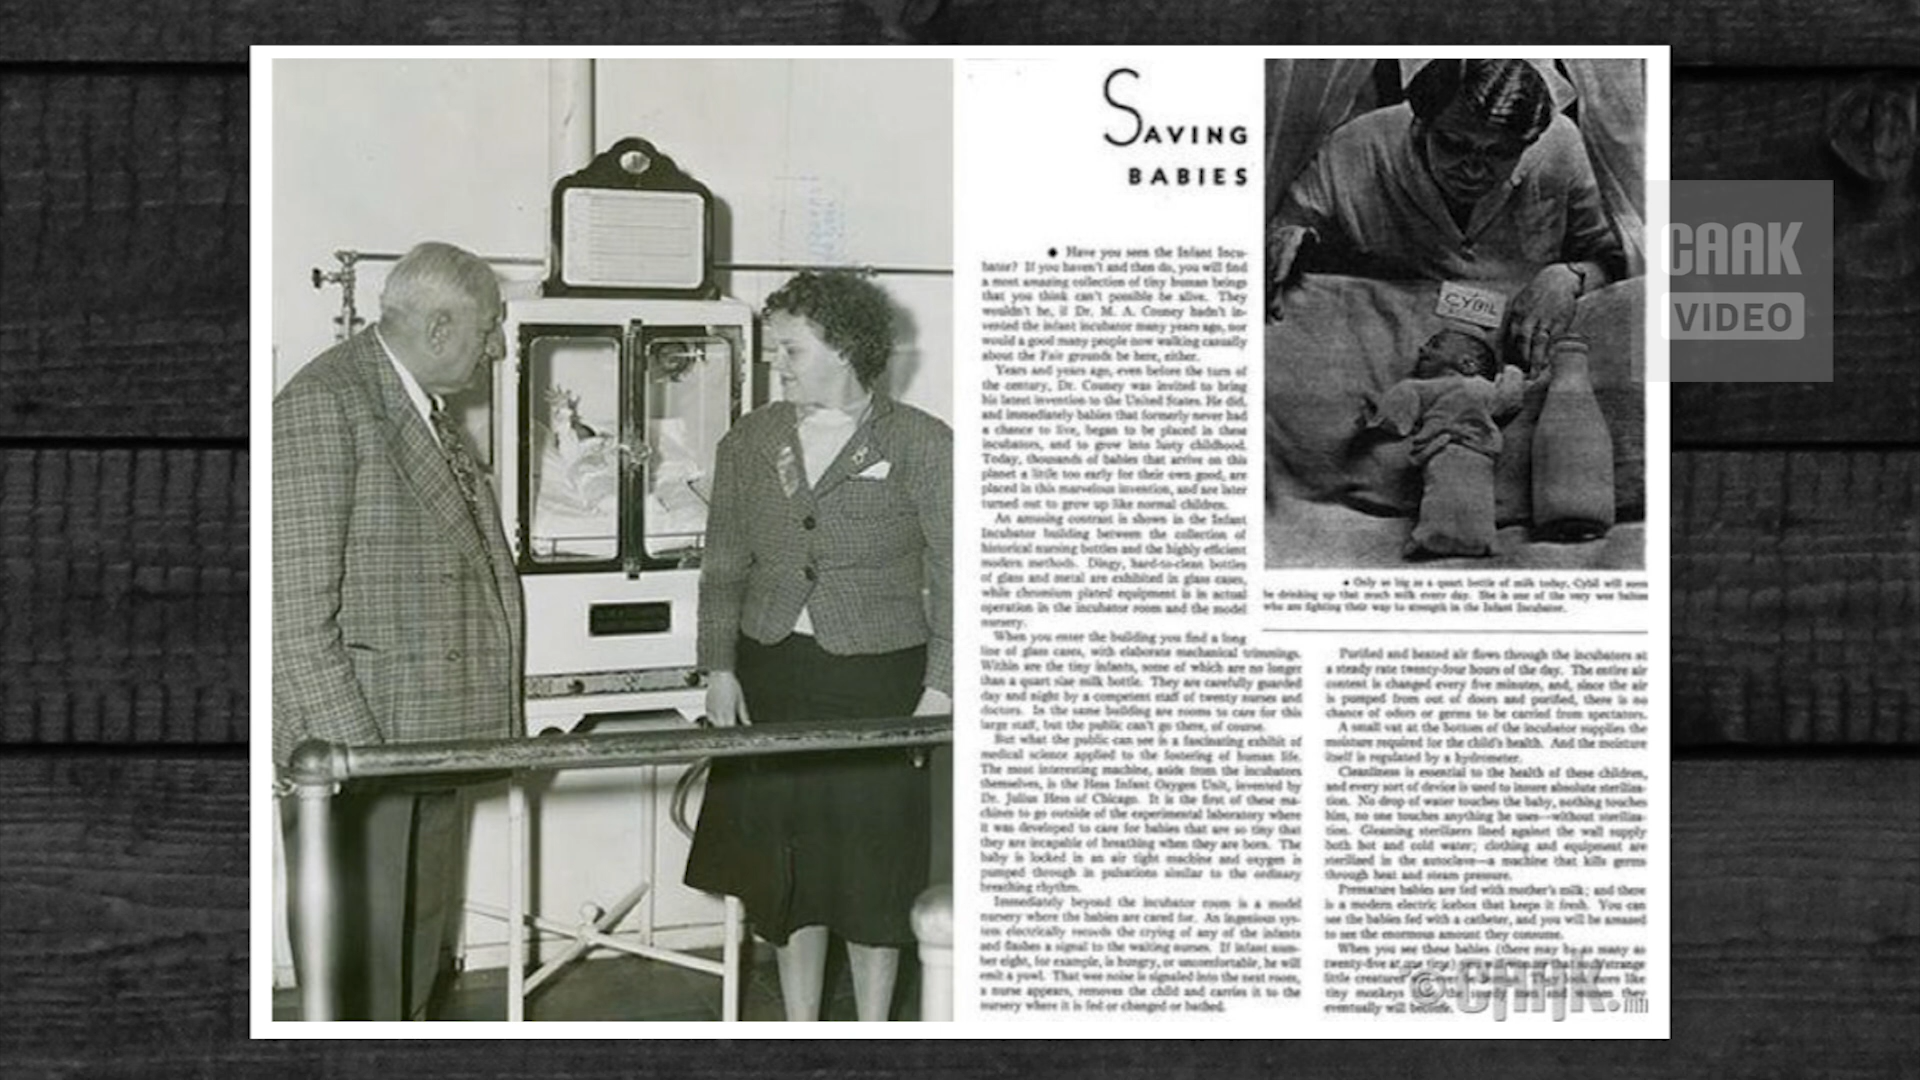 SAVING
BABIES
● Have you seen the Infant Incu-
bator? If you haven't and then do, you will find
a most amazing collection of tiny human beings
that you think can't possible be alive. They
wouldn't be, if Dr. M. A. Couney hadn't in-
vented the infant incubator many years ago, nor
would a good many people now walking casually
about the Fair grounds be here, either.
Years and years ago, even before the turn of
the century, Dr. Couney was invited to bring
his latest invention to the United States. He did,
and immediately babies that formerly never had
a chance to live, began to be placed in these
incubators, and to grow into lusty childhood.
Today, thousands of babies that arrive on this
planet a little too early for their own good, are
placed in this marvelous invention, and are later
turned out to grow up like normal children.
An amusing contrast is shown in the Infant
Incubator building between the collection of
historical nursing bottles and the highly efficient
modern methods. Dingy, hard-to-clean bottles
of glass and metal are exhibited in glass cases,
while chromium plated equipment is in actual
operation in the incubator room and the model
nursery.
When you enter the building you find a long
line of glass cases, with elaborate mechanical trimmings.
Within are the tiny infants, some of which are no longer
than a quart size milk bottle. They are carefully guarded
day and night by a competent staff of twenty nurses and
doctors. In the same building are rooms to care for this
large staff, but the public can't go there, of course.
But what the public can see is a fascinating exhibit of
medical science applied to the fostering of human life.
The most interesting machine, aside from the incubators
themselves, is the Hess Infant Oxygen Unit, invented by
Dr. Julius Hess of Chicago. It is the first of these ma-
chines to go outside of the experimental laboratory where
it was developed to care for babies that are so tiny that
they are incapable of breathing when they are born. The
baby is locked in an air tight machine and oxygen is
pumped through in pulsations similar to the ordinary
breathing rhythm.
Immediately beyond the incubator room is a model
nursery where the babies are cared for. An ingenious sys-
tem electrically records the crying of any of the infants
and flashes a signal to the waiting nurses. If infant num-
ber eight, for example, is hungry, or uncomfortable, he will
emit a yowl. That wee noise is signaled into the next room,
a nurse appears, removes the child and carries it to the
nursery where it is fed or changed or bathed.
CYBIL
● Only as big as a quart bottle of milk today, Cybil will soon
be drinking up that much milk every day. She is one of the very wee babies
who are fighting their way to strength in the Infant Incubator.
Purified and heated air flows through the incubators at
a steady rate twenty-four hours of the day. The entire air
content is changed every five minutes, and, since the air
is pumped from out of doors and purified, there is no
chance of odors or germs to be carried from spectators.
A small vat at the bottom of the incubator supplies the
moisture required for the child's health. And the moisture
itself is regulated by a hydrometer.
Cleanliness is essential to the health of these children,
and every sort of device is used to insure absolute steriliza-
tion. No drop of water touches the baby, nothing touches
him, no one touches anything he uses—without steriliza-
tion. Gleaming sterilizers lined against the wall supply
both hot and cold water; clothing and equipment are
sterilized in the autoclave—a machine that kills germs
through heat and steam pressure.
Premature babies are fed with mother's milk; and there
is a modern electric icebox that keeps it fresh. You can
see the babies fed with a catheter, and you will be amazed
to see the enormous amount they consume.
When you see these babies (there may be as many as
twenty-five at one time) strange
little creatures more like
tiny monkeys the men and women they
eventually will become.
CAAK
VIDEO
© CAAK.mn